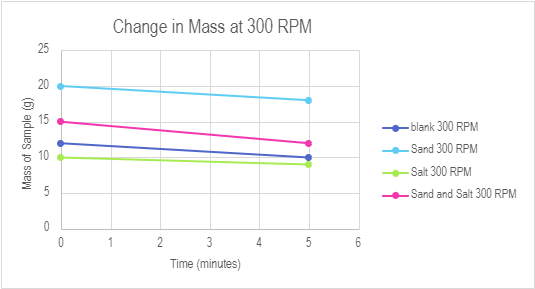 Change in Mass at 300 RPM
25
20
15
10
5
0
Mass of Sample (g)
0 1 2 3 4 5 6
Time (minutes)
blank 300 RPM
Sand 300 RPM
Salt 300 RPM
Sand and Salt 300 RPM